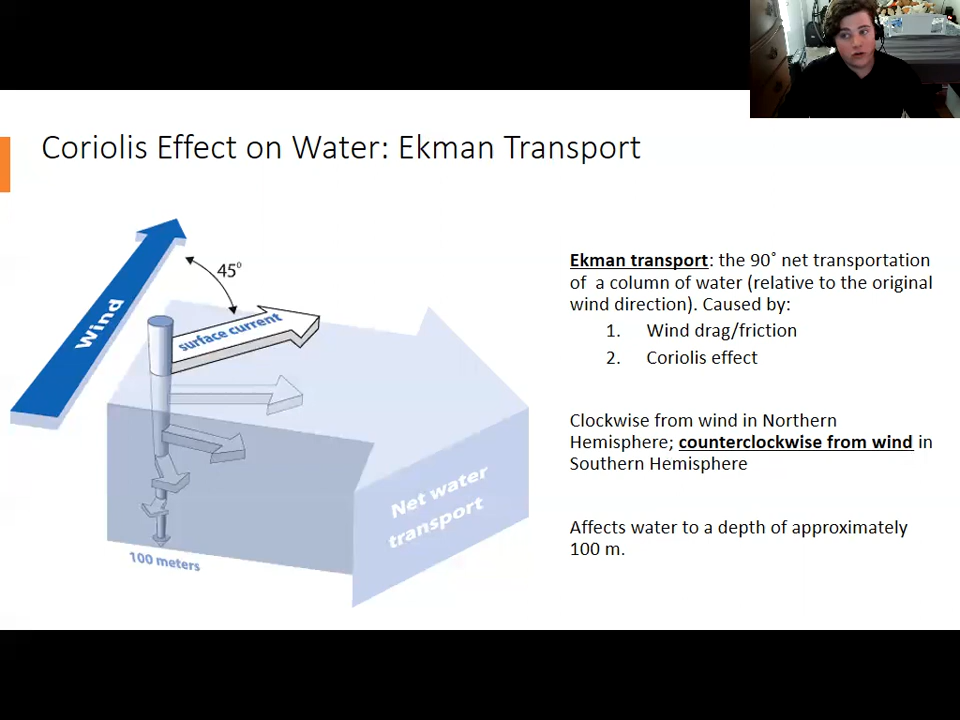 Coriolis Effect on Water: Ekman Transport
Wind
45°
surface current
Net water
transport
100 meters
Ekman transport: the 90˚ net transportation
of a column of water (relative to the original
wind direction). Caused by:
1. Wind drag/friction
2. Coriolis effect
Clockwise from wind in Northern
Hemisphere; counterclockwise from wind in
Southern Hemisphere
Affects water to a depth of approximately
100 m.